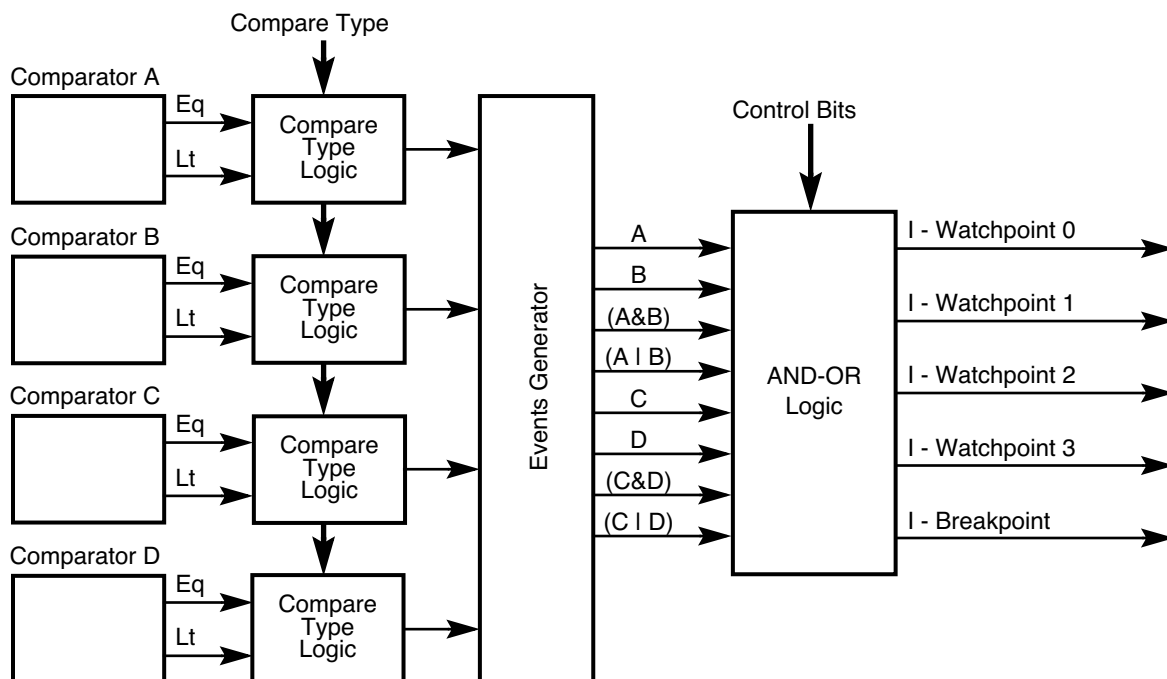 Compare Type
Comparator A
Eq
Lt
Compare
Type
Logic
Comparator B
Eq
Lt
Compare
Type
Logic
Comparator C
Eq
Lt
Compare
Type
Logic
Comparator D
Eq
Lt
Compare
Type
Logic
Events Generator
A
B
(A&B)
(A | B)
C
D
(C&D)
(C | D)
Control Bits
AND-OR
Logic
I - Watchpoint 0
I - Watchpoint 1
I - Watchpoint 2
I - Watchpoint 3
I - Breakpoint